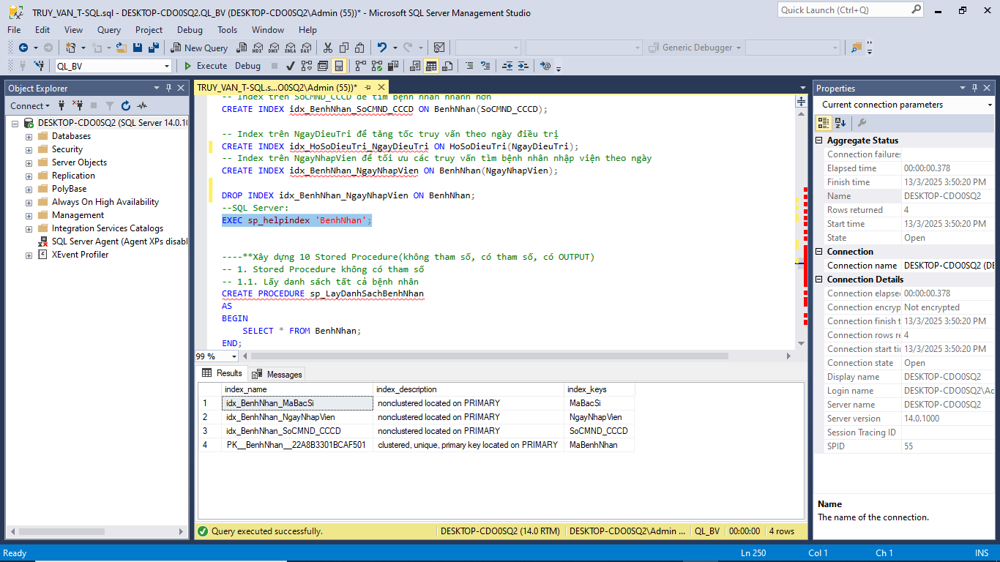 TRUY_VAN_T-SQL.sql - DESKTOP-CDO0SQ2.QL_BV (DESKTOP-CDO0SQ2\Admin (55))* - Microsoft SQL Server Management Studio
Quick Launch (Ctrl+Q)
File Edit View Query Project Debug Tools Window Help
New Query MDX DMX XMLA DAX Generic Debugger
QL_BV Execute Debug
Object Explorer
Connect
DESKTOP-CDO0SQ2 (SQL Server 14.0.10
Databases
Security
Server Objects
Replication
PolyBase
Always On High Availability
Management
Integration Services Catalogs
SQL Server Agent (Agent XPs disabl
XEvent Profiler
TRUY_VAN_T-SQL.s...O0SQ2\Admin (55))*
-- Index trên SoCMND_CCCD để tìm bệnh nhân nhanh hơn
CREATE INDEX idx_BenhNhan_SoCMND_CCCD ON BenhNhan(SoCMND_CCCD);
-- Index trên NgayDieuTri để tăng tốc truy vấn theo ngày điều trị
CREATE INDEX idx_HoSoDieuTri_NgayDieuTri ON HoSoDieuTri(NgayDieuTri);
-- Index trên NgayNhapVien để tối ưu các truy vấn tìm bệnh nhân nhập viện theo ngày
CREATE INDEX idx_BenhNhan_NgayNhapVien ON BenhNhan(NgayNhapVien);
DROP INDEX idx_BenhNhan_NgayNhapVien ON BenhNhan;
--SQL Server:
EXEC sp_helpindex 'BenhNhan';
----**Xây dựng 10 Stored Procedure(không tham số, có tham số, có OUTPUT)
-- 1. Stored Procedure không có tham số
-- 1.1. Lấy danh sách tất cả bệnh nhân
CREATE PROCEDURE sp_LayDanhSachBenhNhan
AS
BEGIN
SELECT * FROM BenhNhan;
END;
99 %
Results Messages
index_name index_description index_keys
1 idx_BenhNhan_MaBacSi nonclustered located on PRIMARY MaBacSi
2 idx_BenhNhan_NgayNhapVien nonclustered located on PRIMARY NgayNhapVien
3 idx_BenhNhan_SoCMND_CCCD nonclustered located on PRIMARY SoCMND_CCCD
4 PK__BenhNhan__22A8B3301BCAF501 clustered, unique, primary key located on PRIMARY MaBenhNhan
Query executed successfully. DESKTOP-CDO0SQ2 (14.0 RTM) DESKTOP-CDO0SQ2\Admin ... QL_BV 00:00:00 4 rows
Properties
Current connection parameters
Aggregate Status
Connection failures
Elapsed time 00:00:00.378
Finish time 13/3/2025 3:50:20 PM
Name DESKTOP-CDO0SQ2
Rows returned 4
Start time 13/3/2025 3:50:20 PM
State Open
Connection
Connection name DESKTOP-CDO0SQ2 (DE
Connection Details
Connection elapse 00:00:00.378
Connection encryp Not encrypted
Connection finish t 13/3/2025 3:50:20 PM
Connection rows re 4
Connection start ti 13/3/2025 3:50:20 PM
Connection state Open
Display name DESKTOP-CDO0SQ2
Login name DESKTOP-CDO0SQ2\Ad
Server name DESKTOP-CDO0SQ2
Server version 14.0.1000
Session Tracing ID
SPID 55
Name
The name of the connection.
Ready Ln 250 Col 1 Ch 1 INS